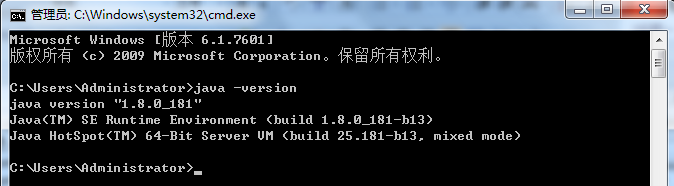 管理员: C:\Windows\system32\cmd.exe
Microsoft Windows [版本 6.1.7601]
版权所有 (c) 2009 Microsoft Corporation。保留所有权利。
C:\Users\Administrator>java -version
java version "1.8.0_181"
Java(TM) SE Runtime Environment (build 1.8.0_181-b13)
Java HotSpot(TM) 64-Bit Server VM (build 25.181-b13, mixed mode)
C:\Users\Administrator>_